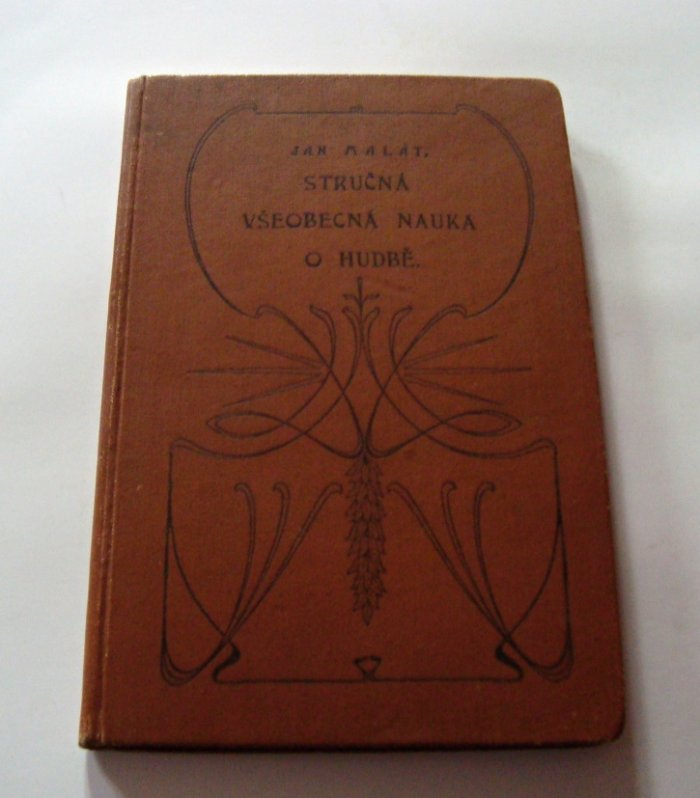 JAN MALÁT.
STRUČNÁ
VŠEOBECNÁ NAUKA
O HUDBĚ.